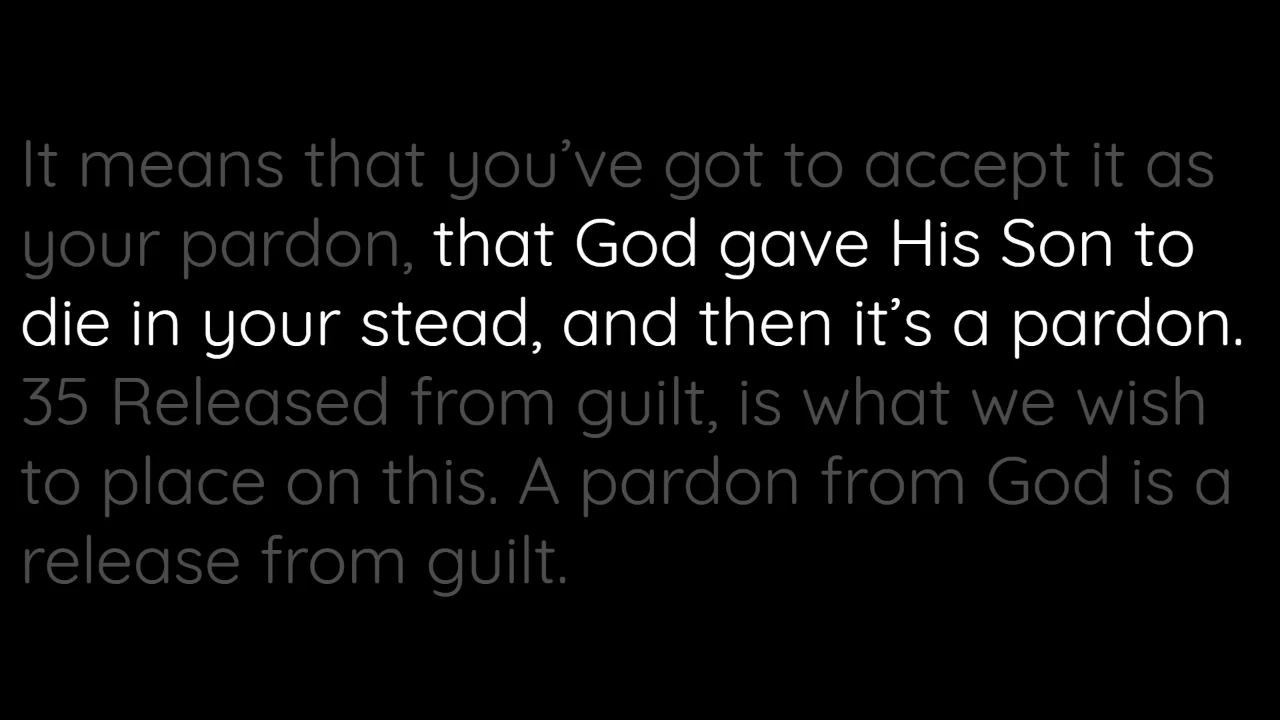 It means that you’ve got to accept it as
your pardon, that God gave His Son to
die in your stead, and then it’s a pardon.
35 Released from guilt, is what we wish
to place on this. A pardon from God is a
release from guilt.